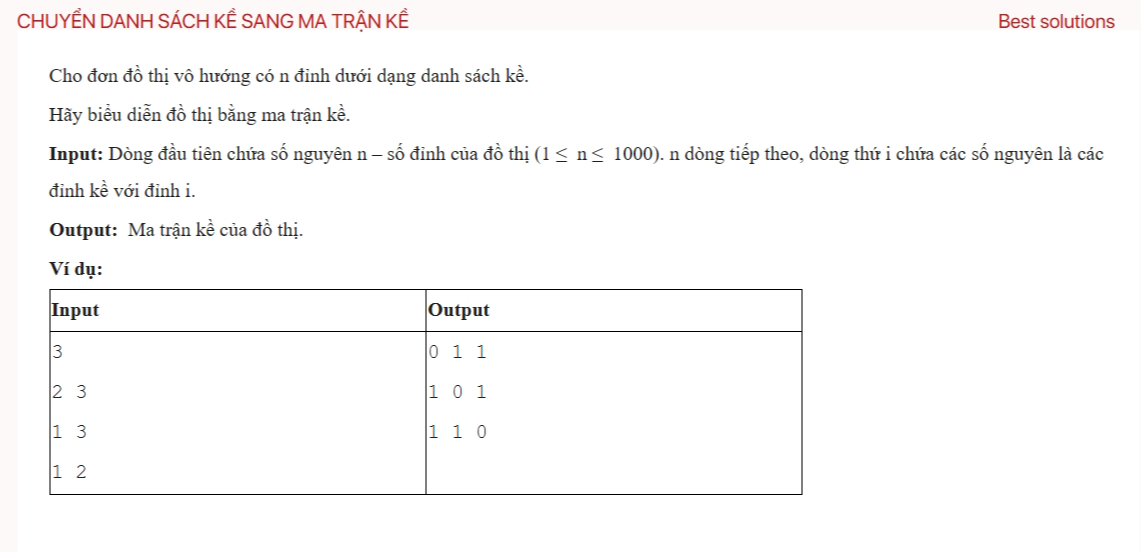 CHUYỂN DANH SÁCH KỀ SANG MA TRẬN KỀ
Best solutions
Cho đơn đồ thị vô hướng có n đỉnh dưới dạng danh sách kề.
Hãy biểu diễn đồ thị bằng ma trận kề.
Input: Dòng đầu tiên chứa số nguyên n – số đỉnh của đồ thị (1 ≤ n ≤ 1000). n dòng tiếp theo, dòng thứ i chứa các số nguyên là các
đỉnh kề với đỉnh i.
Output: Ma trận kề của đồ thị.
Ví dụ:
Input Output
3 0 1 1
2 3 1 0 1
1 3 1 1 0
1 2